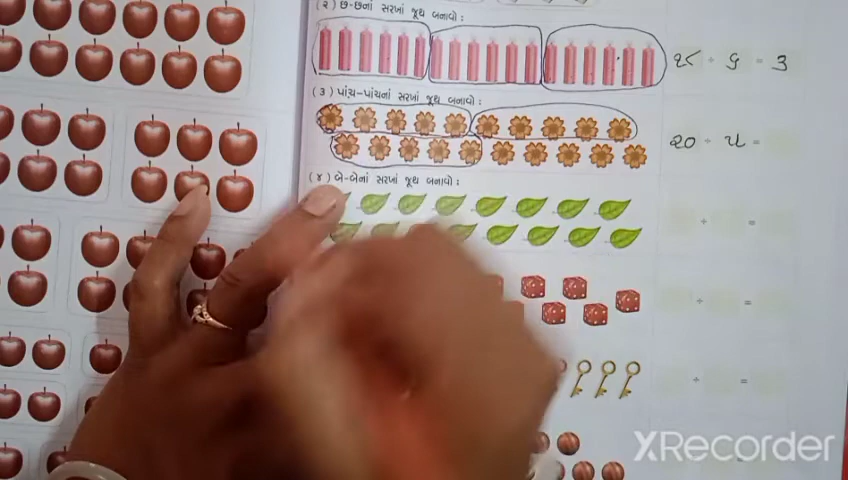 (૨) છ-છનાં સરખાં જૂથ બનાવો :
૧૮ ÷ ૬ = ૩
(૩) પાંચ-પાંચનાં સરખાં જૂથ બનાવો :
૨૦ ÷ ૫ =
(૪) બે-બેનાં સરખાં જૂથ બનાવો :
÷ =
÷ =
÷ =
XRecorder